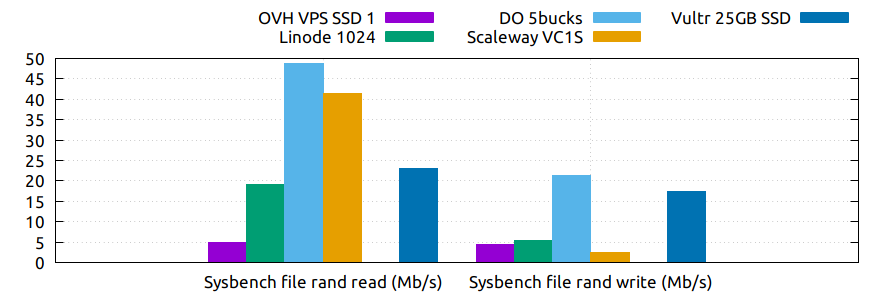 OVH VPS SSD 1
Linode 1024
DO 5bucks
Scaleway VC1S
Vultr 25GB SSD
50
45
40
35
30
25
20
15
10
5
0
Sysbench file rand read (Mb/s)
Sysbench file rand write (Mb/s)